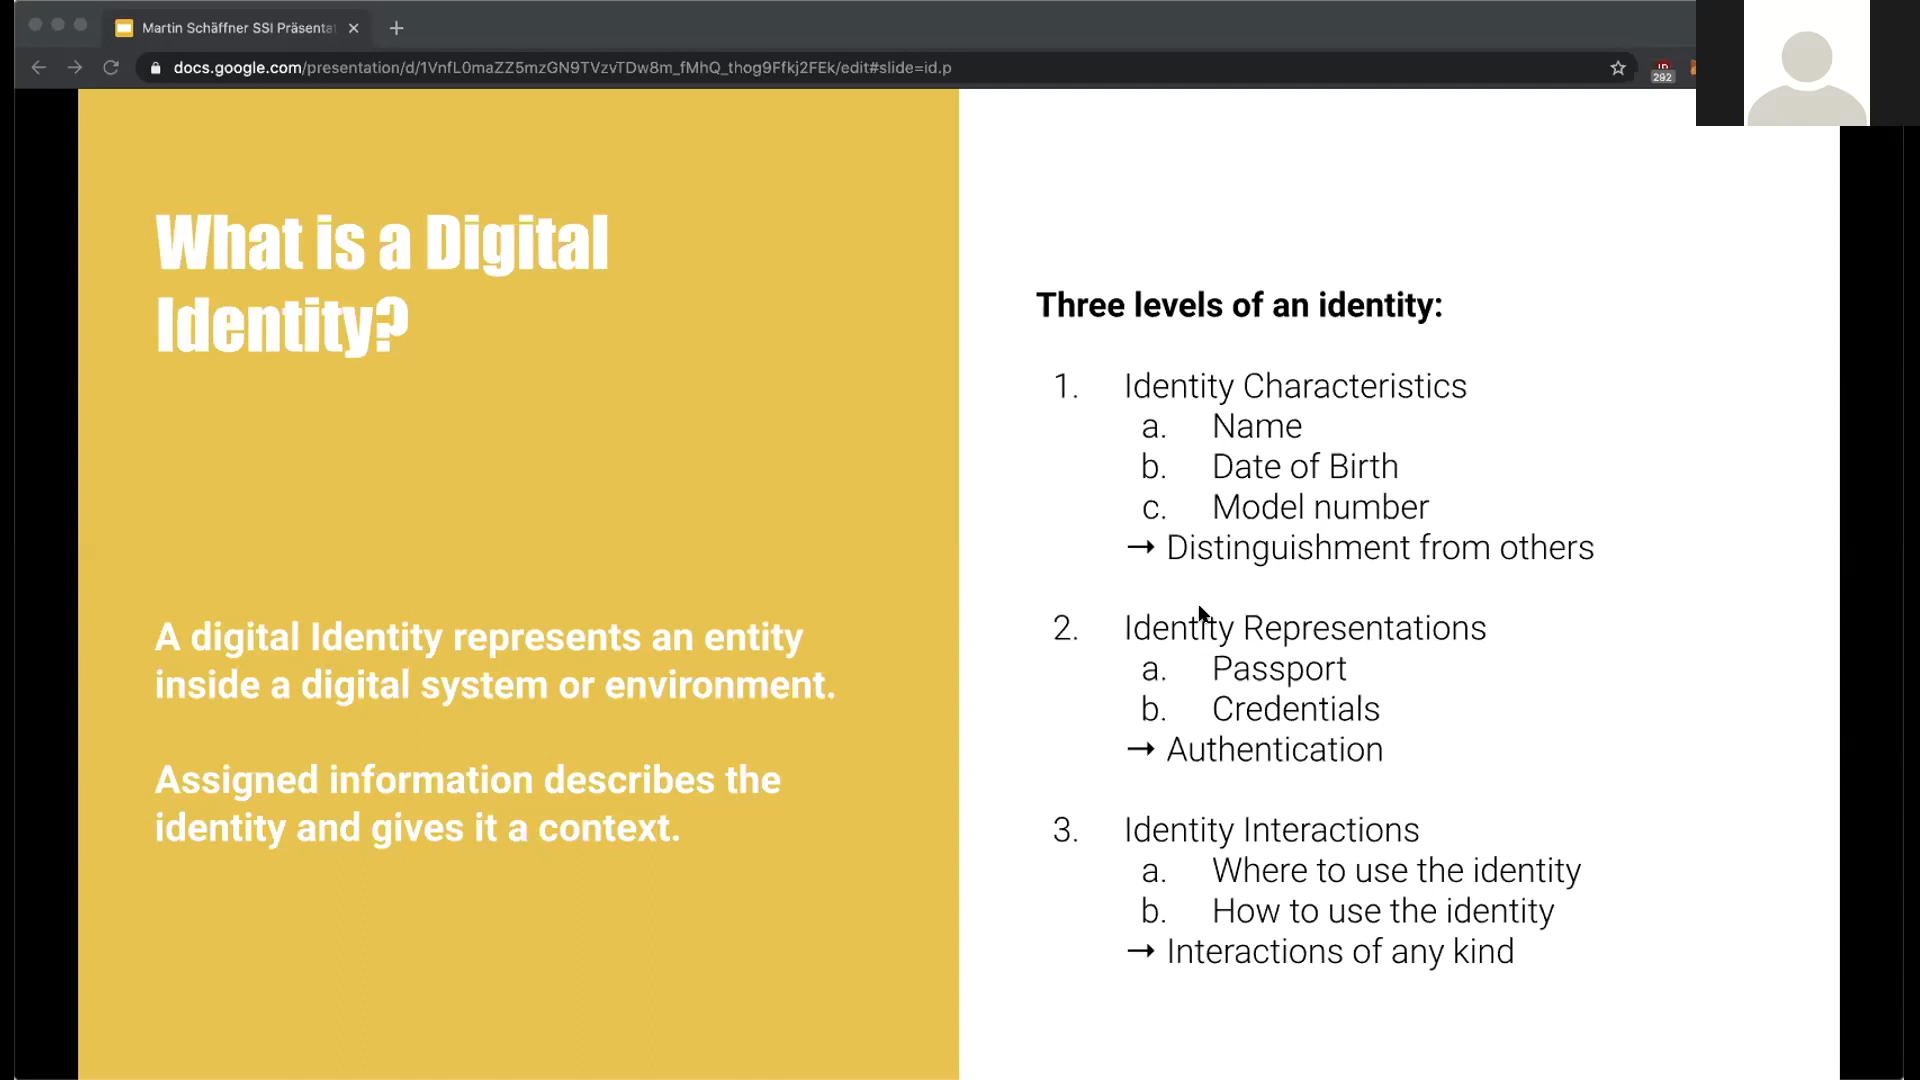 Martin Schäffner SSI Präsenta
docs.google.com/presentation/d/1VnfL0maZZ5mzGN9TVzvTDw8m_fMhQ_thog9Ffkj2FEk/edit#slide=id.p
292
What is a Digital
Identity?
A digital Identity represents an entity
inside a digital system or environment.
Assigned information describes the
identity and gives it a context.
Three levels of an identity:
1. Identity Characteristics
a. Name
b. Date of Birth
c. Model number
→ Distinguishment from others
2. Identity Representations
a. Passport
b. Credentials
→ Authentication
3. Identity Interactions
a. Where to use the identity
b. How to use the identity
→ Interactions of any kind